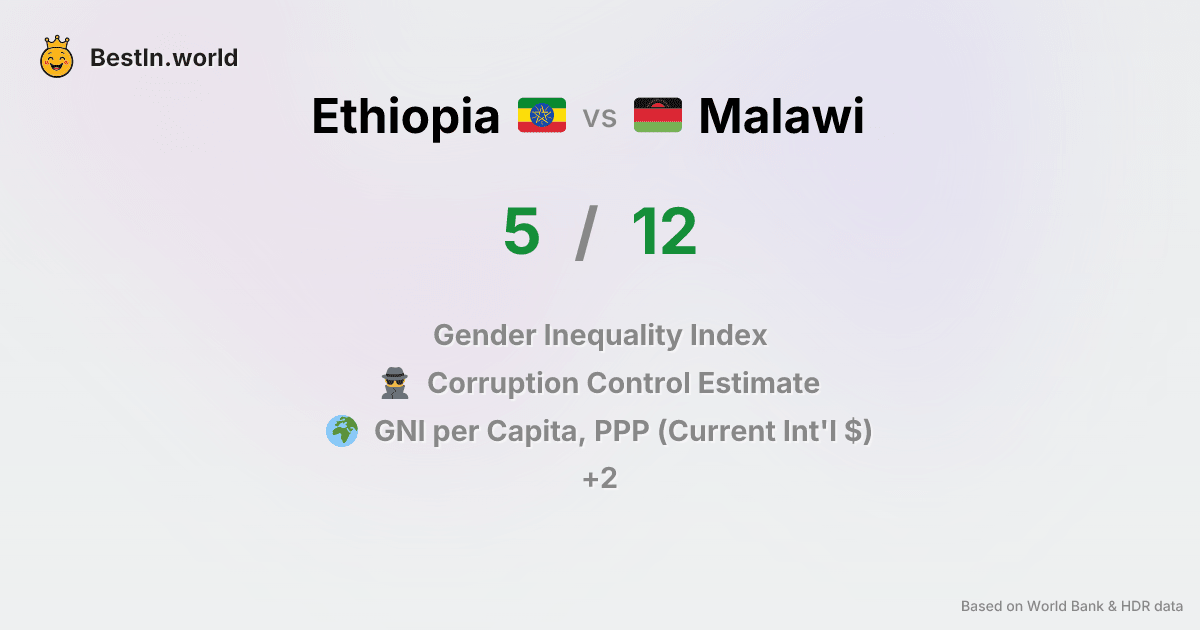 BestIn.world
Ethiopia vs Malawi
5 / 12
Gender Inequality Index
Corruption Control Estimate
GNI per Capita, PPP (Current Int'l $)
+2
Based on World Bank & HDR data